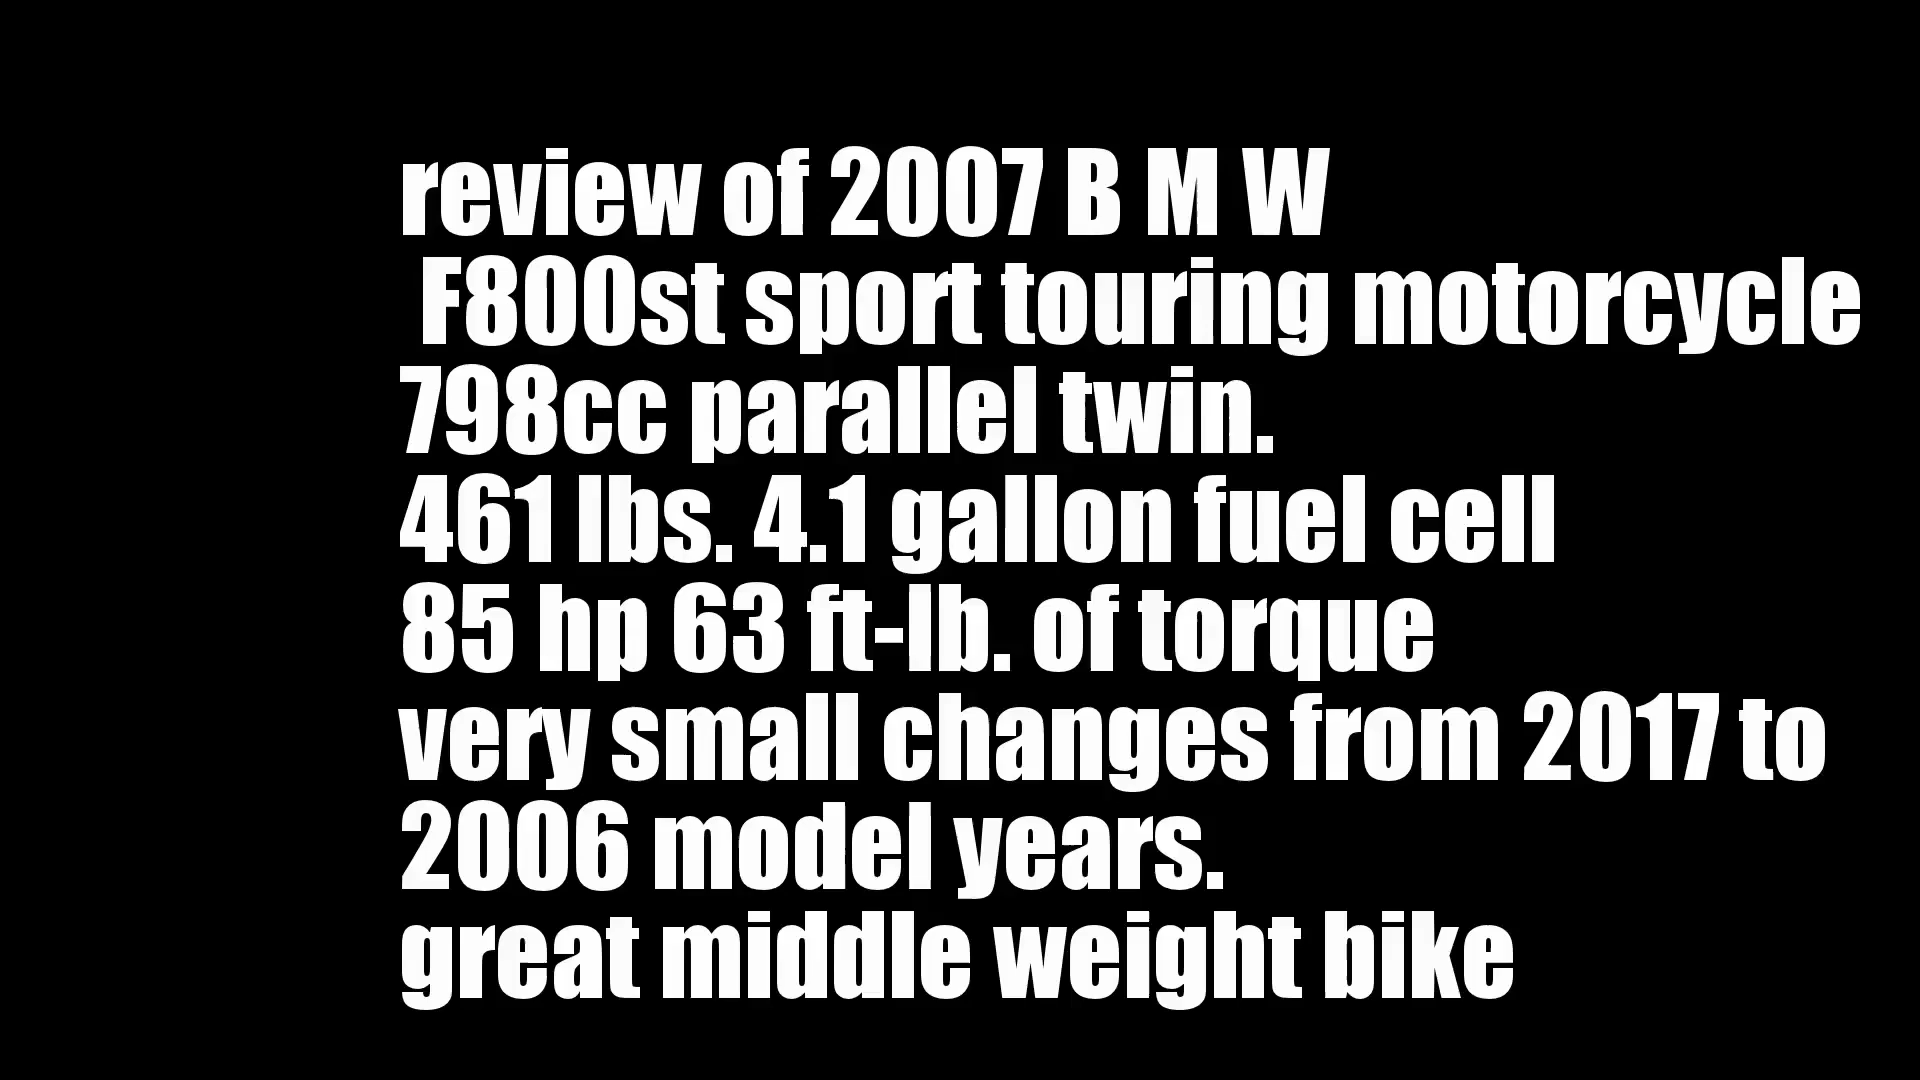 review of 2007 B M W
F800st sport touring motorcycle
798cc parallel twin.
461 lbs. 4.1 gallon fuel cell
85 hp 63 ft-lb. of torque
very small changes from 2017 to
2006 model years.
great middle weight bike